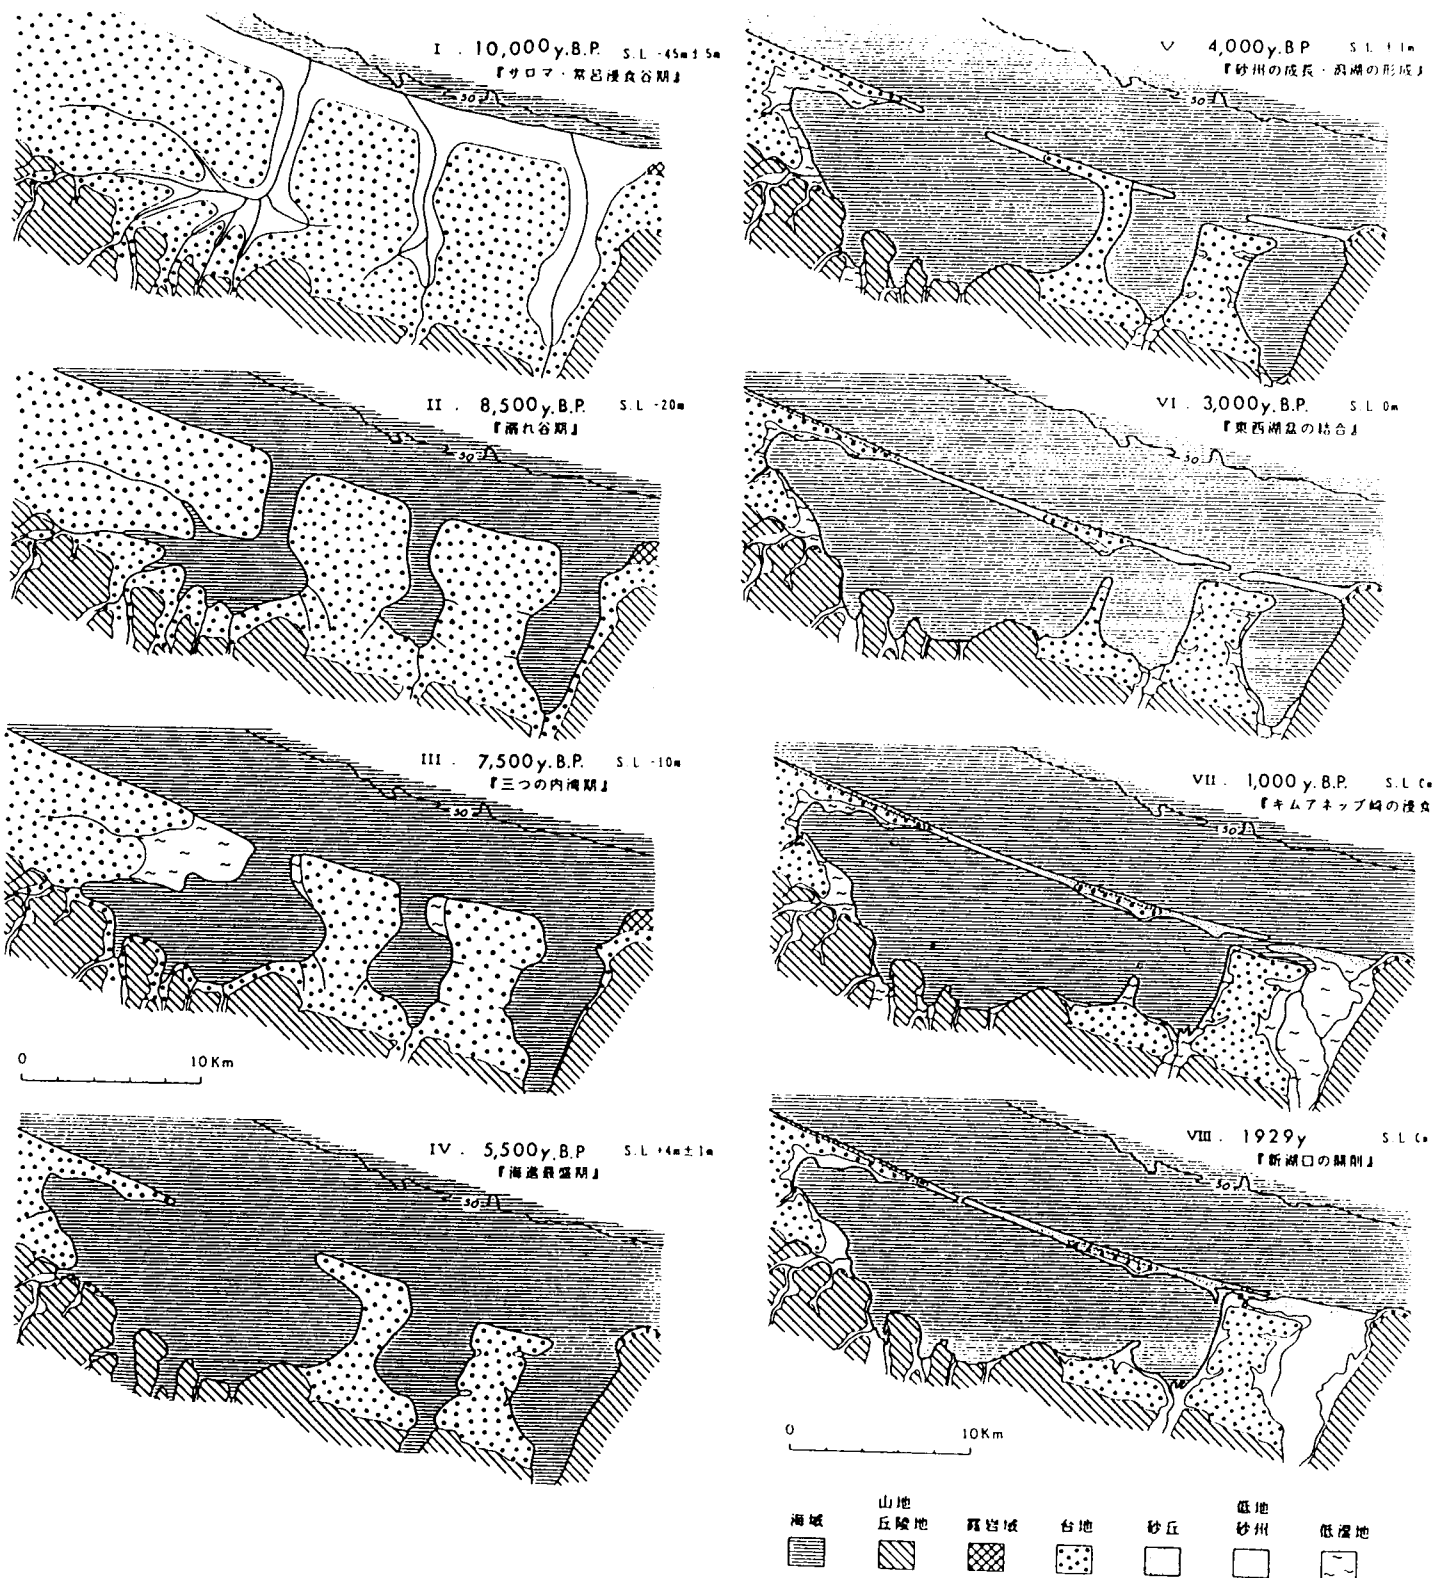 I . 10,000 y.B.P. S.L -45m±5m
『サロマ・常呂浸食谷期』
50
II . 8,500 y.B.P. S.L -20m
『溺れ谷期』
50
III . 7,500 y.B.P. S.L -10m
『三つの内湾期』
50
0 10Km
IV . 5,500 y.B.P S.L +4m±1m
『海進最盛期』
50
V 4,000 y.B.P S.L ±1m
『砂州の成長・潟湖の形成』
50
VI . 3,000 y.B.P. S.L 0m
『東西湖盆の結合』
50
VII . 1,000 y.B.P. S.L 0m
『キムアネップ崎の浸食
50
VIII . 1929y S.L 0m
『新湖口の開削』
50
0 10Km
海域
山地
丘陵地
露岩域
台地
砂丘
低地
砂州
低湿地